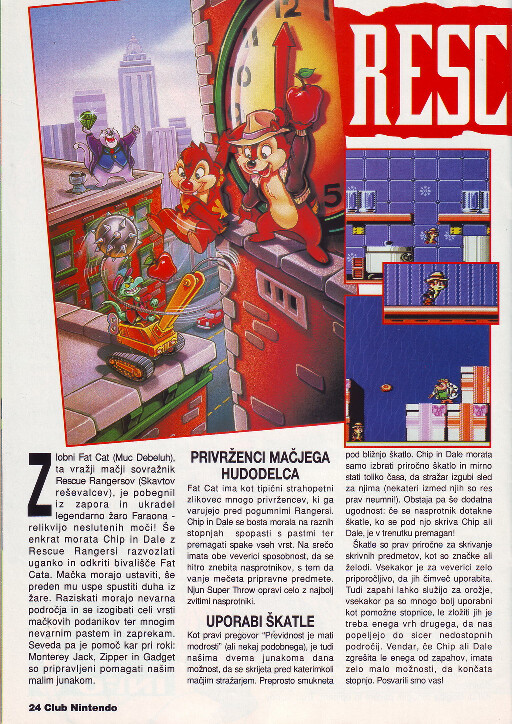 RESC
12
5
Zlobni Fat Cat (Muc Debeluh),
ta vražji mačji sovražnik
Rescue Rangersov (Skavtov
reševalcev), je pobegnil
iz zapora in ukradel
legendarno žaro Faraona -
relikvijo neslutenih moči! Še
enkrat morata Chip in Dale z
Rescue Rangersi razvozlati
uganko in odkriti bivališče Fat
Cata. Mačka morajo ustaviti, še
preden mu uspe spustiti duha iz
žare. Raziskati morajo nevarna
področja in se izogibati celi vrsti
mačkovih podanikov ter mnogim
nevarnim pastem in zaprekam.
Seveda pa je pomoč kar pri roki:
Monterey Jack, Zipper in Gadget
so pripravljeni pomagati našim
malim junakom.
PRIVRŽENCI MAČJEGA
HUDODELCA
Fat Cat ima kot tipični strahopetni
zlikovec mnogo privržencev, ki ga
varujejo pred pogumnimi Rangersi.
Chip in Dale se bosta morala na raznih
stopnjah spopasti s pastmi ter
premagati spake vseh vrst. Na srečo
imata obe veverici sposobnost, da se
hitro znebita nasprotnikov, s tem da
vanje mečeta pripravne predmete.
Njun Super Throw opravi celo z najbolj
zvitimi nasprotniki.
UPORABI ŠKATLE
Kot pravi pregovor "Previdnost je mati
modrosti" (ali nekaj podobnega), je tudi
našima dvema junakoma dana
možnost, da se skrijeta pred katerimkoli
mačjim stražarjem. Preprosto smukneta
pod bližnjo škatlo. Chip in Dale morata
samo izbrati priročno škatlo in mirno
stati toliko časa, da stražar izgubi sled
za njima (nekateri izmed njih so res
prav neumni!). Obstaja pa še dodatna
ugodnost: če se nasprotnik dotakne
škatle, ko se pod njo skriva Chip ali
Dale, je v trenutku premagan!
Škatle so prav priročne za skrivanje
skrivnih predmetov, kot so značke ali
želodi. Vsekakor je za veverici zelo
priporočljivo, da jih čimveč uporabita.
Tudi zapahi lahko služijo za orožje,
vsekakor pa so mnogo bolj uporabni
kot pomožne stopnice, le zložiti jih je
treba enega vrh drugega, da nas
popeljejo do sicer nedostopnih
področij. Vendar, če Chip ali Dale
zgrešita le enega od zapahov, imata
zelo malo možnosti, da končata
stopnjo. Posvarili smo vas!
24 Club Nintendo